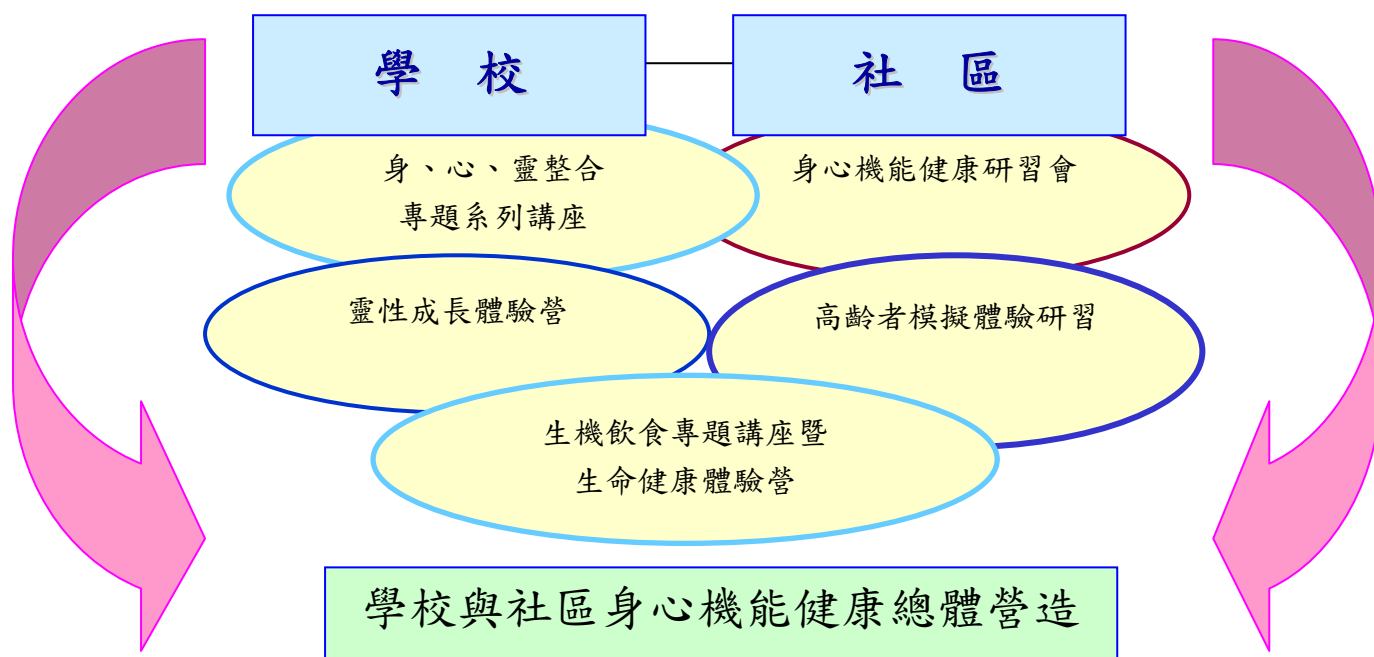 學 校
社 區
身、心、靈整合
專題系列講座
身心機能健康研習會
靈性成長體驗營
高齡者模擬體驗研習
生機飲食專題講座暨
生命健康體驗營
學校與社區身心機能健康總體營造